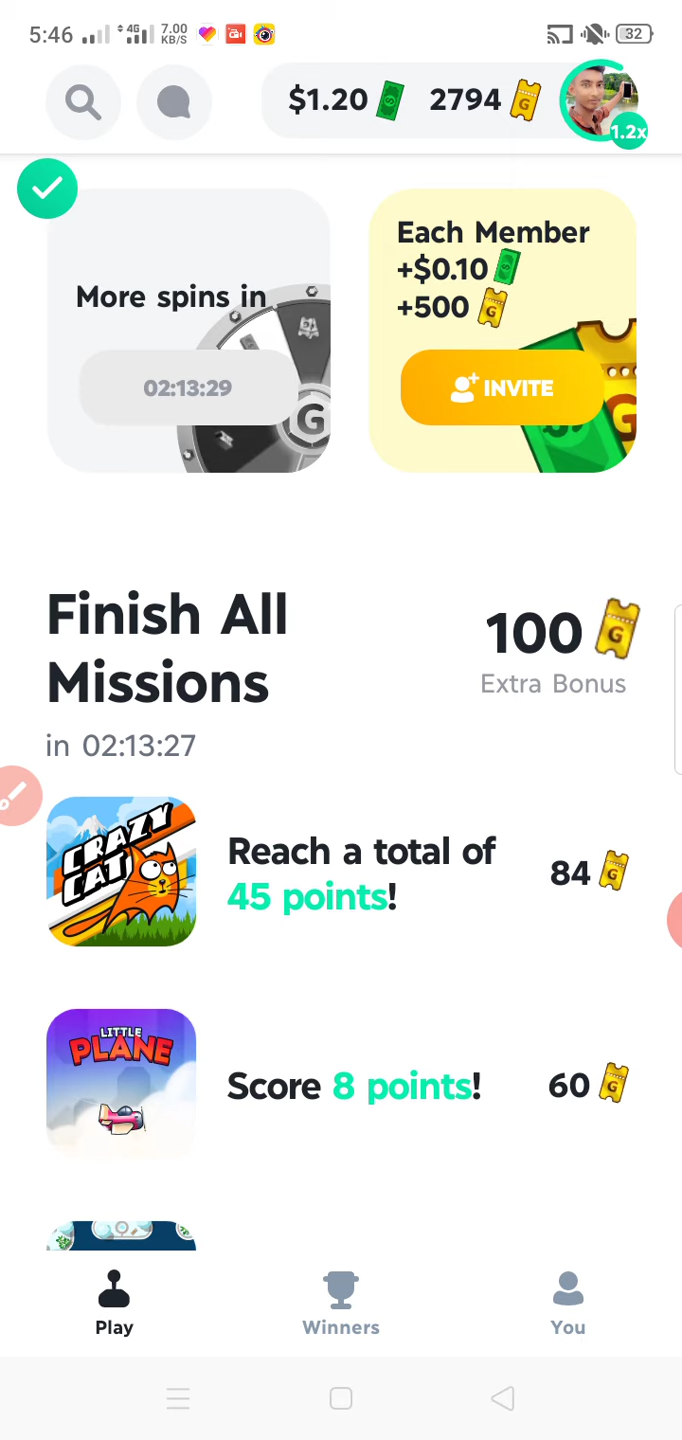 5:46 4G 7.00 KB/S 32
$1.20 2794 G
1.2x
More spins in
02:13:29
G
Each Member
+$0.10
+500 G
INVITE
Finish All
Missions
in 02:13:27
100 G
Extra Bonus
CRAZY
CAT
Reach a total of
45 points!
84 G
LITTLE
PLANE
Score 8 points!
60 G
Play Winners You